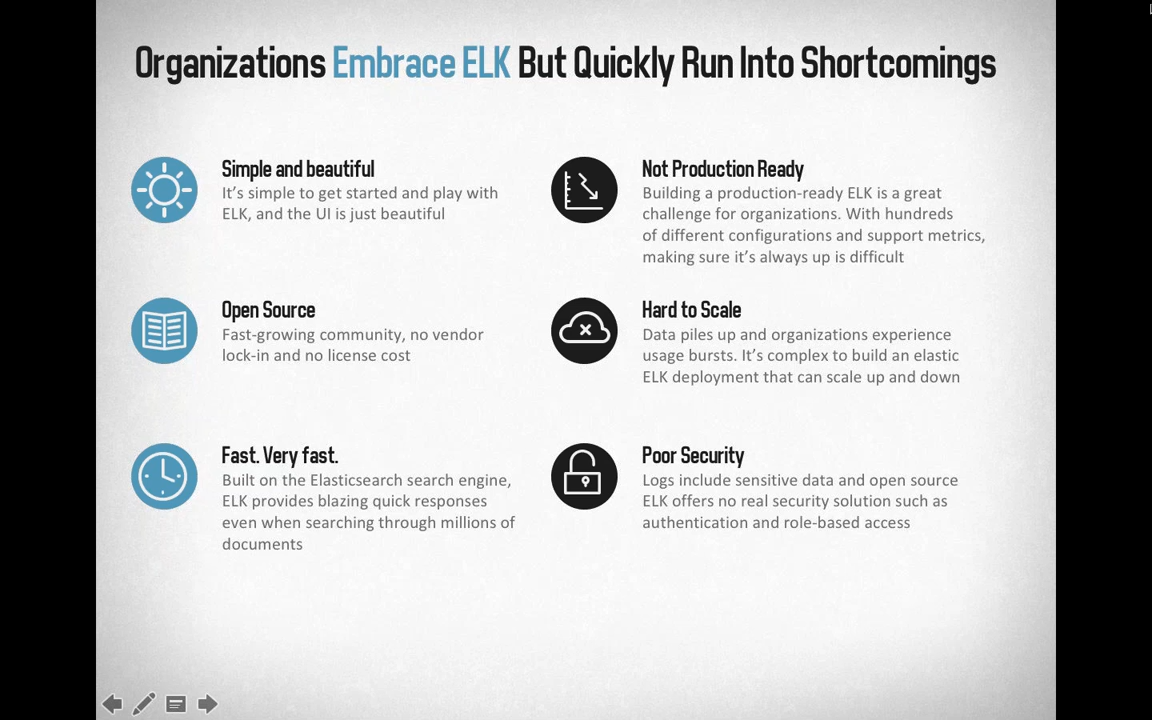 Organizations Embrace ELK But Quickly Run Into Shortcomings
Simple and beautiful
It’s simple to get started and play with
ELK, and the UI is just beautiful
Open Source
Fast-growing community, no vendor
lock-in and no license cost
Fast. Very fast.
Built on the Elasticsearch search engine,
ELK provides blazing quick responses
even when searching through millions of
documents
Not Production Ready
Building a production-ready ELK is a great
challenge for organizations. With hundreds
of different configurations and support metrics,
making sure it’s always up is difficult
Hard to Scale
Data piles up and organizations experience
usage bursts. It’s complex to build an elastic
ELK deployment that can scale up and down
Poor Security
Logs include sensitive data and open source
ELK offers no real security solution such as
authentication and role-based access